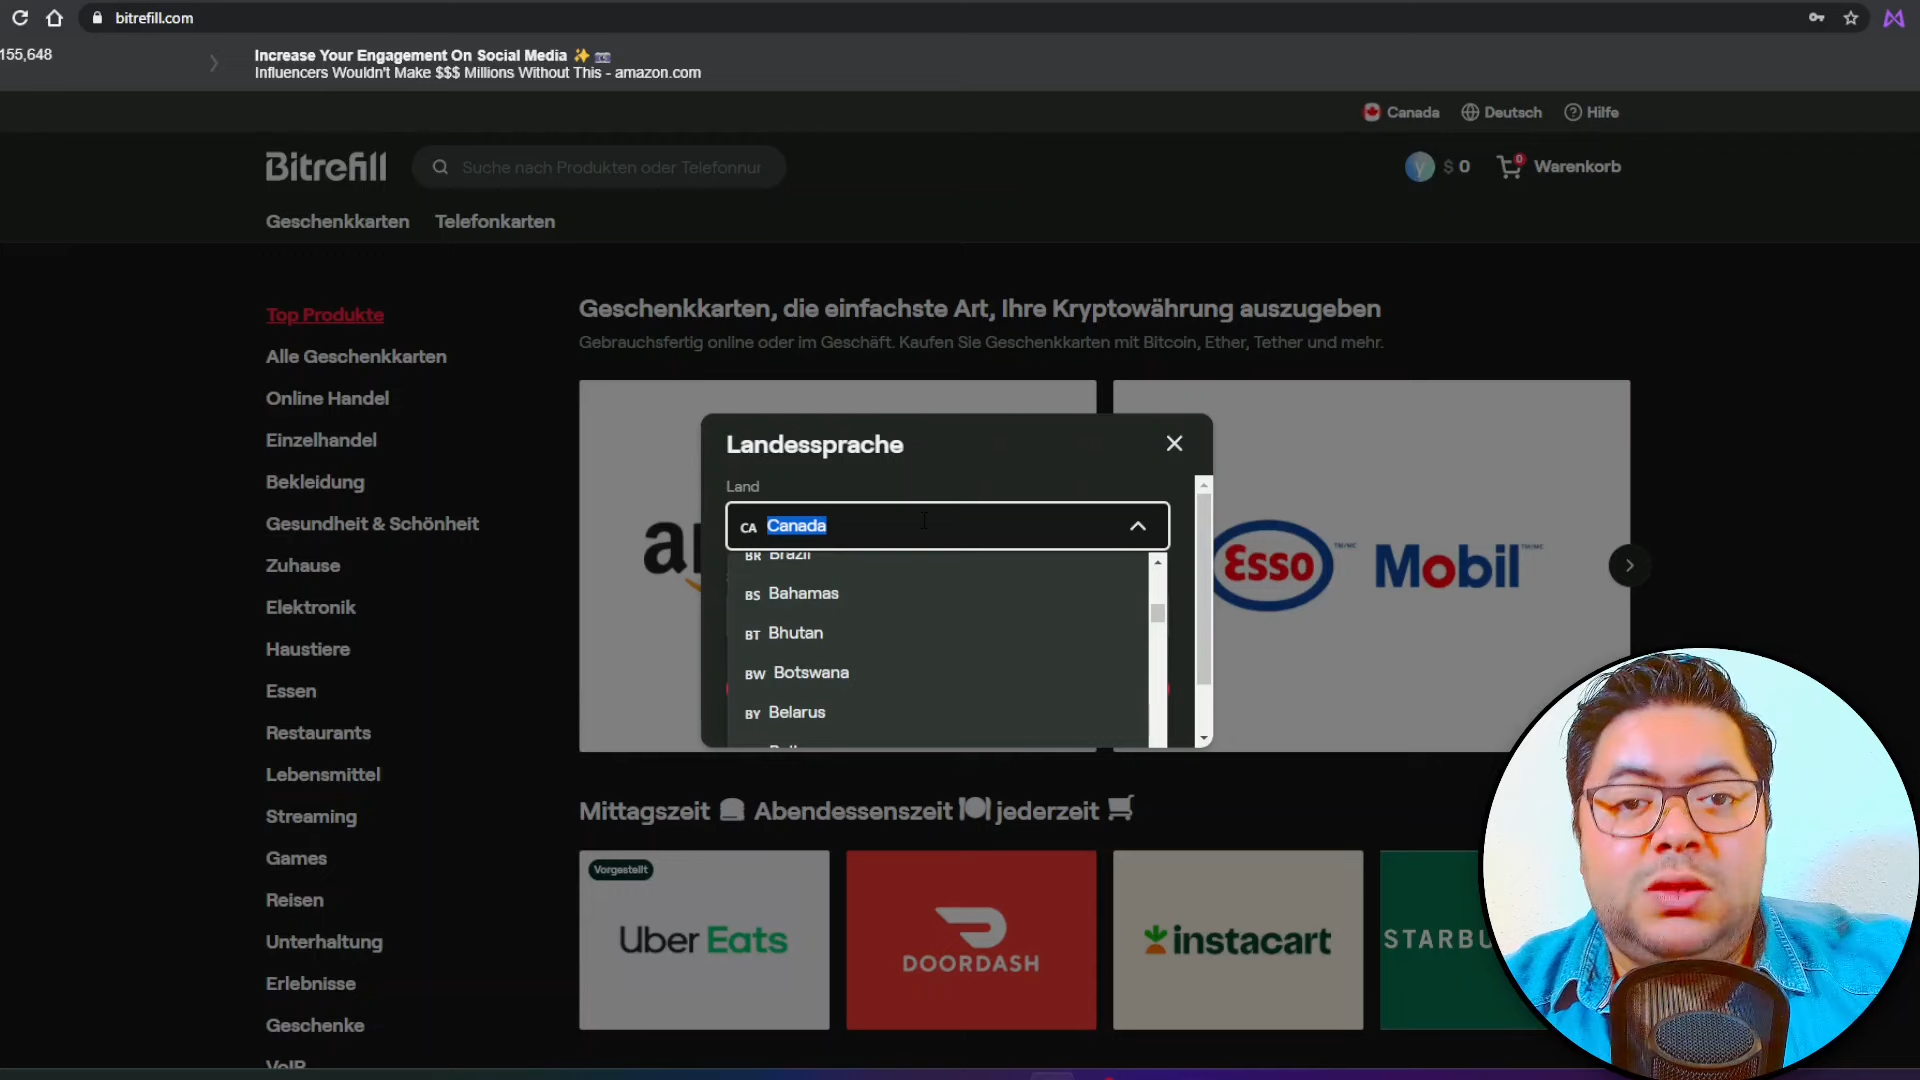 bitrefill.com
155,648
Increase Your Engagement On Social Media ✨ 📷
Influencers Wouldn't Make $$$ Millions Without This - amazon.com
Canada
Deutsch
Hilfe
Bitrefill
Suche nach Produkten oder Telefonnur
$ 0
0
Warenkorb
Geschenkkarten
Telefonkarten
Top Produkte
Alle Geschenkkarten
Online Handel
Einzelhandel
Bekleidung
Gesundheit & Schönheit
Zuhause
Elektronik
Haustiere
Essen
Restaurants
Lebensmittel
Streaming
Games
Reisen
Unterhaltung
Erlebnisse
Geschenke
VoIP
Geschenkkarten, die einfachste Art, Ihre Kryptowährung auszugeben
Gebrauchsfertig online oder im Geschäft. Kaufen Sie Geschenkkarten mit Bitcoin, Ether, Tether und mehr.
Landessprache
Land
CA Canada
BR Brazil
BS Bahamas
BT Bhutan
BW Botswana
BY Belarus
Esso
Mobil
Mittagszeit 🍔 Abendessenszeit 🍽 jederzeit 🛒
Vorgestellt
Uber Eats
DOORDASH
instacart
STARBU